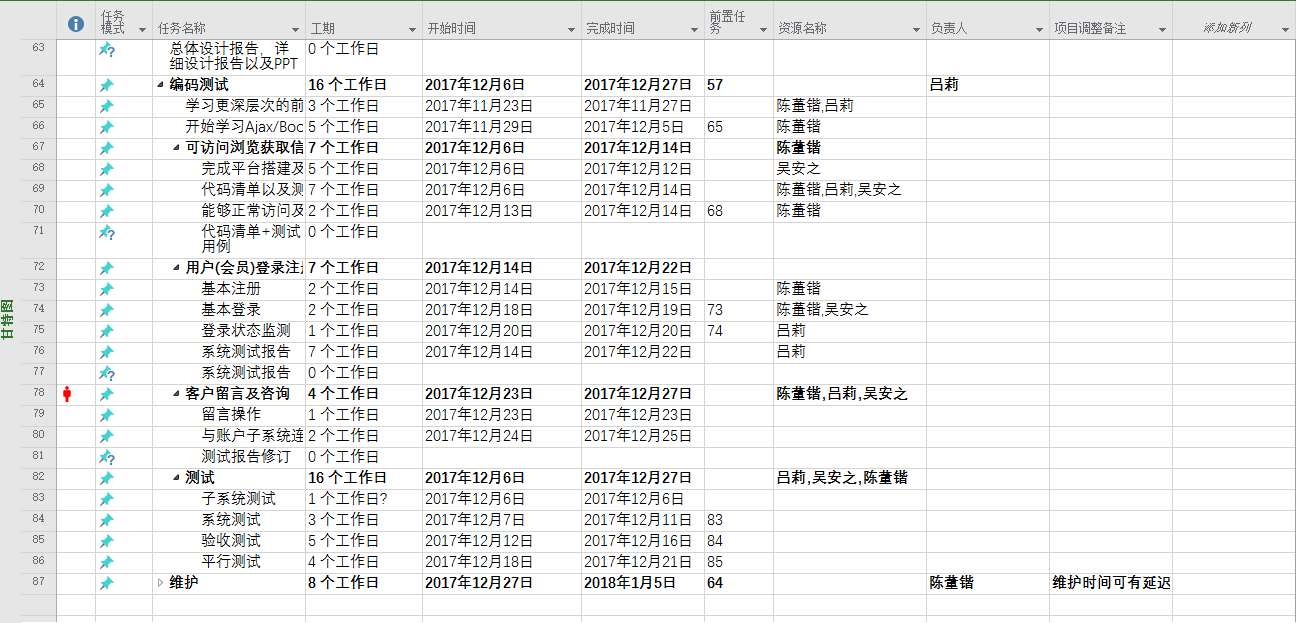 任务模式 任务名称 工期 开始时间 完成时间 前置任务 资源名称 负责人 项目调整备注 添加新列
甘特图
63 总体设计报告, 详细设计报告以及PPT 0 个工作日
64 编码测试 16 个工作日 2017年12月6日 2017年12月27日 57 吕莉
65 学习更深层次的前 3 个工作日 2017年11月23日 2017年11月27日 陈董锴,吕莉
66 开始学习Ajax/Boo 5 个工作日 2017年11月29日 2017年12月5日 65 陈董锴
67 可访问浏览获取信 7 个工作日 2017年12月6日 2017年12月14日 陈董锴
68 完成平台搭建及 5 个工作日 2017年12月6日 2017年12月12日 吴安之
69 代码清单以及测 7 个工作日 2017年12月6日 2017年12月14日 陈董锴,吕莉,吴安之
70 能够正常访问及 2 个工作日 2017年12月13日 2017年12月14日 68 陈董锴
71 代码清单+测试用例 0 个工作日
72 用户(会员)登录注 7 个工作日 2017年12月14日 2017年12月22日
73 基本注册 2 个工作日 2017年12月14日 2017年12月15日 陈董锴
74 基本登录 2 个工作日 2017年12月18日 2017年12月19日 73 陈董锴,吴安之
75 登录状态监测 1 个工作日 2017年12月20日 2017年12月20日 74 吕莉
76 系统测试报告 7 个工作日 2017年12月14日 2017年12月22日 吕莉
77 系统测试报告 0 个工作日
78 客户留言及咨询 4 个工作日 2017年12月23日 2017年12月27日 陈董锴,吕莉,吴安之
79 留言操作 1 个工作日 2017年12月23日 2017年12月23日
80 与账户子系统连 2 个工作日 2017年12月24日 2017年12月25日
81 测试报告修订 0 个工作日
82 测试 16 个工作日 2017年12月6日 2017年12月27日 吕莉,吴安之,陈董锴
83 子系统测试 1 个工作日? 2017年12月6日 2017年12月6日
84 系统测试 3 个工作日 2017年12月7日 2017年12月11日 83
85 验收测试 5 个工作日 2017年12月12日 2017年12月16日 84
86 平行测试 4 个工作日 2017年12月18日 2017年12月21日 85
87 维护 8 个工作日 2017年12月27日 2018年1月5日 64 陈董锴 维护时间可有延迟